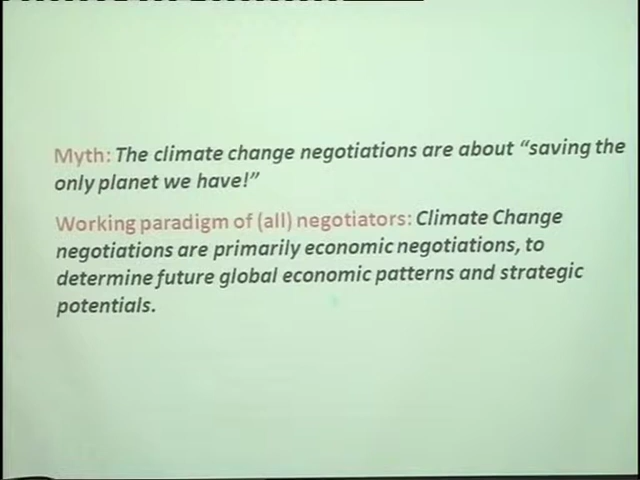 Myth: The climate change negotiations are about “saving the
only planet we have!”
Working paradigm of (all) negotiators: Climate Change
negotiations are primarily economic negotiations, to
determine future global economic patterns and strategic
potentials.